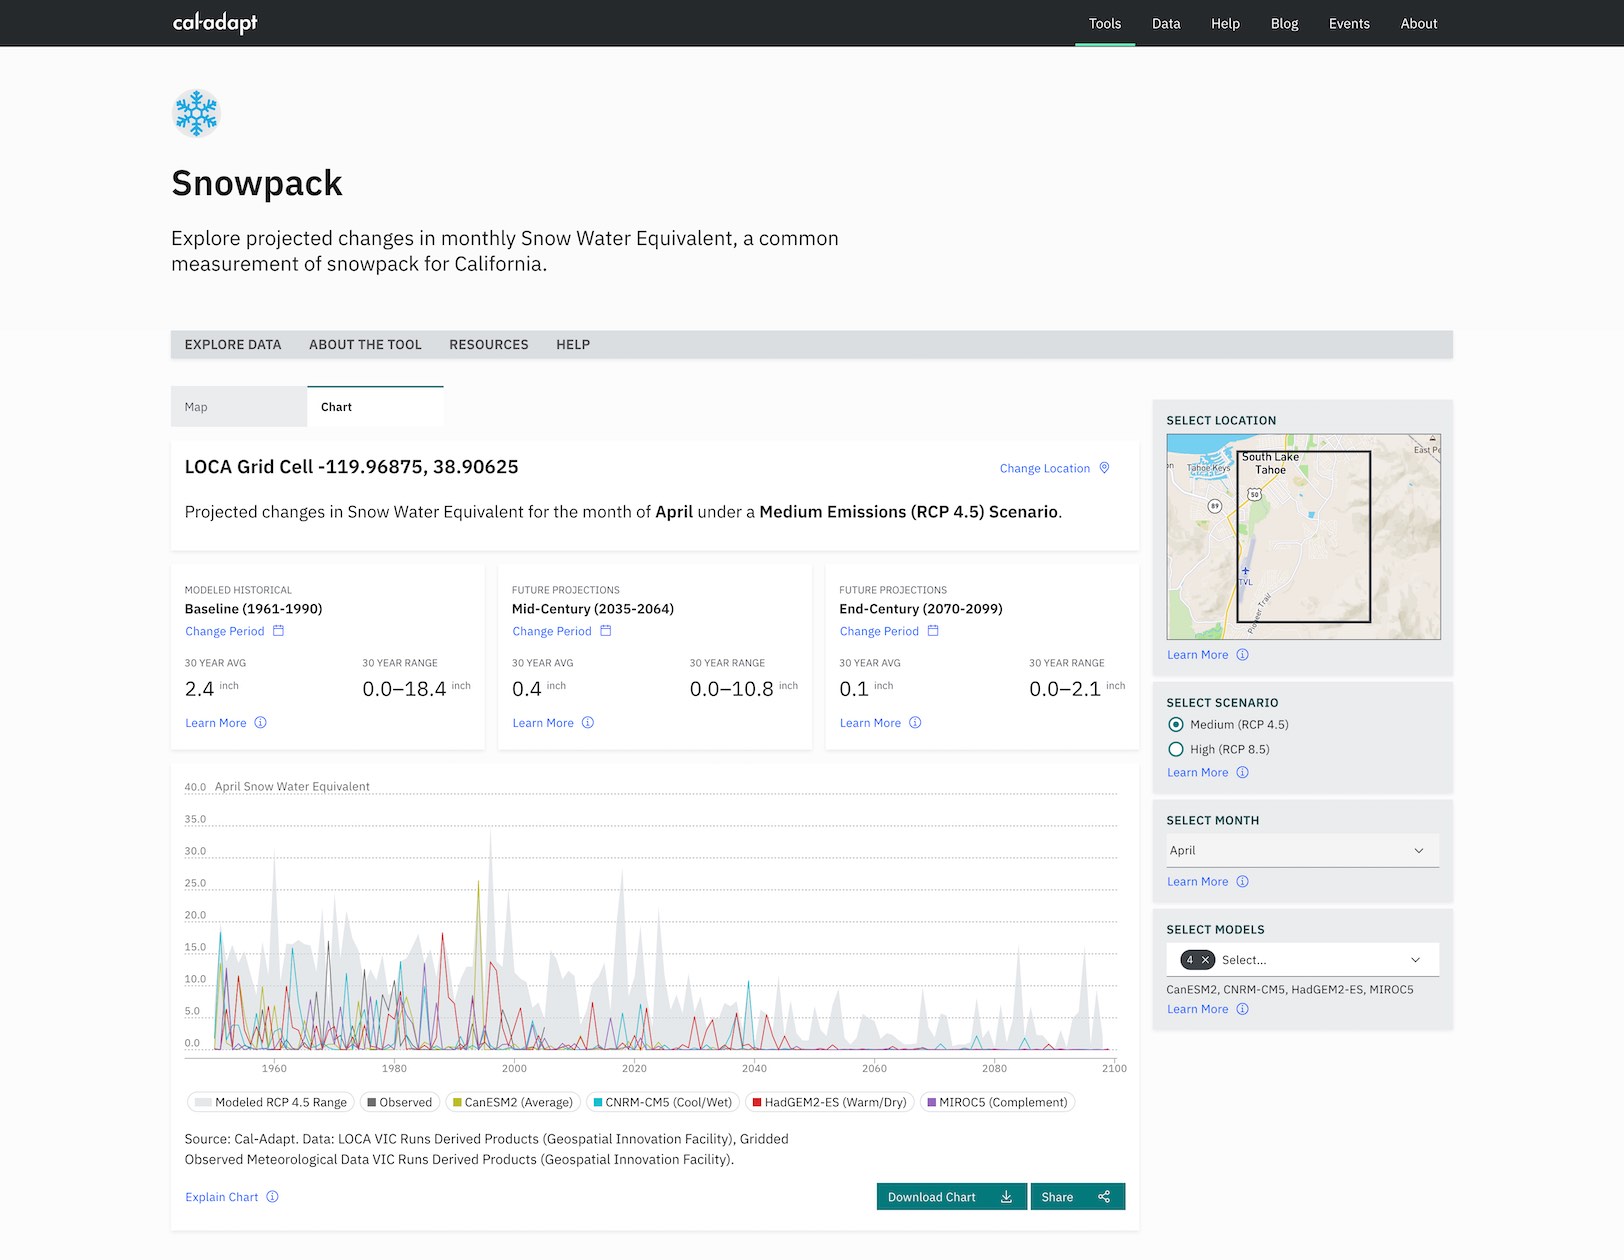 cal-adapt
Tools Data Help Blog Events About
Snowpack
Explore projected changes in monthly Snow Water Equivalent, a common
measurement of snowpack for California.
EXPLORE DATA ABOUT THE TOOL RESOURCES HELP
Map Chart
LOCA Grid Cell -119.96875, 38.90625
Change Location
Projected changes in Snow Water Equivalent for the month of April under a Medium Emissions (RCP 4.5) Scenario.
MODELED HISTORICAL
Baseline (1961-1990)
Change Period
30 YEAR AVG 30 YEAR RANGE
2.4 inch 0.0–18.4 inch
Learn More
FUTURE PROJECTIONS
Mid-Century (2035-2064)
Change Period
30 YEAR AVG 30 YEAR RANGE
0.4 inch 0.0–10.8 inch
Learn More
FUTURE PROJECTIONS
End-Century (2070-2099)
Change Period
30 YEAR AVG 30 YEAR RANGE
0.1 inch 0.0–2.1 inch
Learn More
40.0 April Snow Water Equivalent
35.0
30.0
25.0
20.0
15.0
10.0
5.0
0.0
1960 1980 2000 2020 2040 2060 2080 2100
Modeled RCP 4.5 Range Observed CanESM2 (Average) CNRM-CM5 (Cool/Wet) HadGEM2-ES (Warm/Dry) MIROC5 (Complement)
Source: Cal-Adapt. Data: LOCA VIC Runs Derived Products (Geospatial Innovation Facility), Gridded
Observed Meteorological Data VIC Runs Derived Products (Geospatial Innovation Facility).
Explain Chart
Download Chart Share
SELECT LOCATION
East Pe
South Lake
Tahoe
Tahoe Keys
50
89
TVL
Pioneer Trail
Learn More
SELECT SCENARIO
Medium (RCP 4.5)
High (RCP 8.5)
Learn More
SELECT MONTH
April
Learn More
SELECT MODELS
4 × Select...
CanESM2, CNRM-CM5, HadGEM2-ES, MIROC5
Learn More